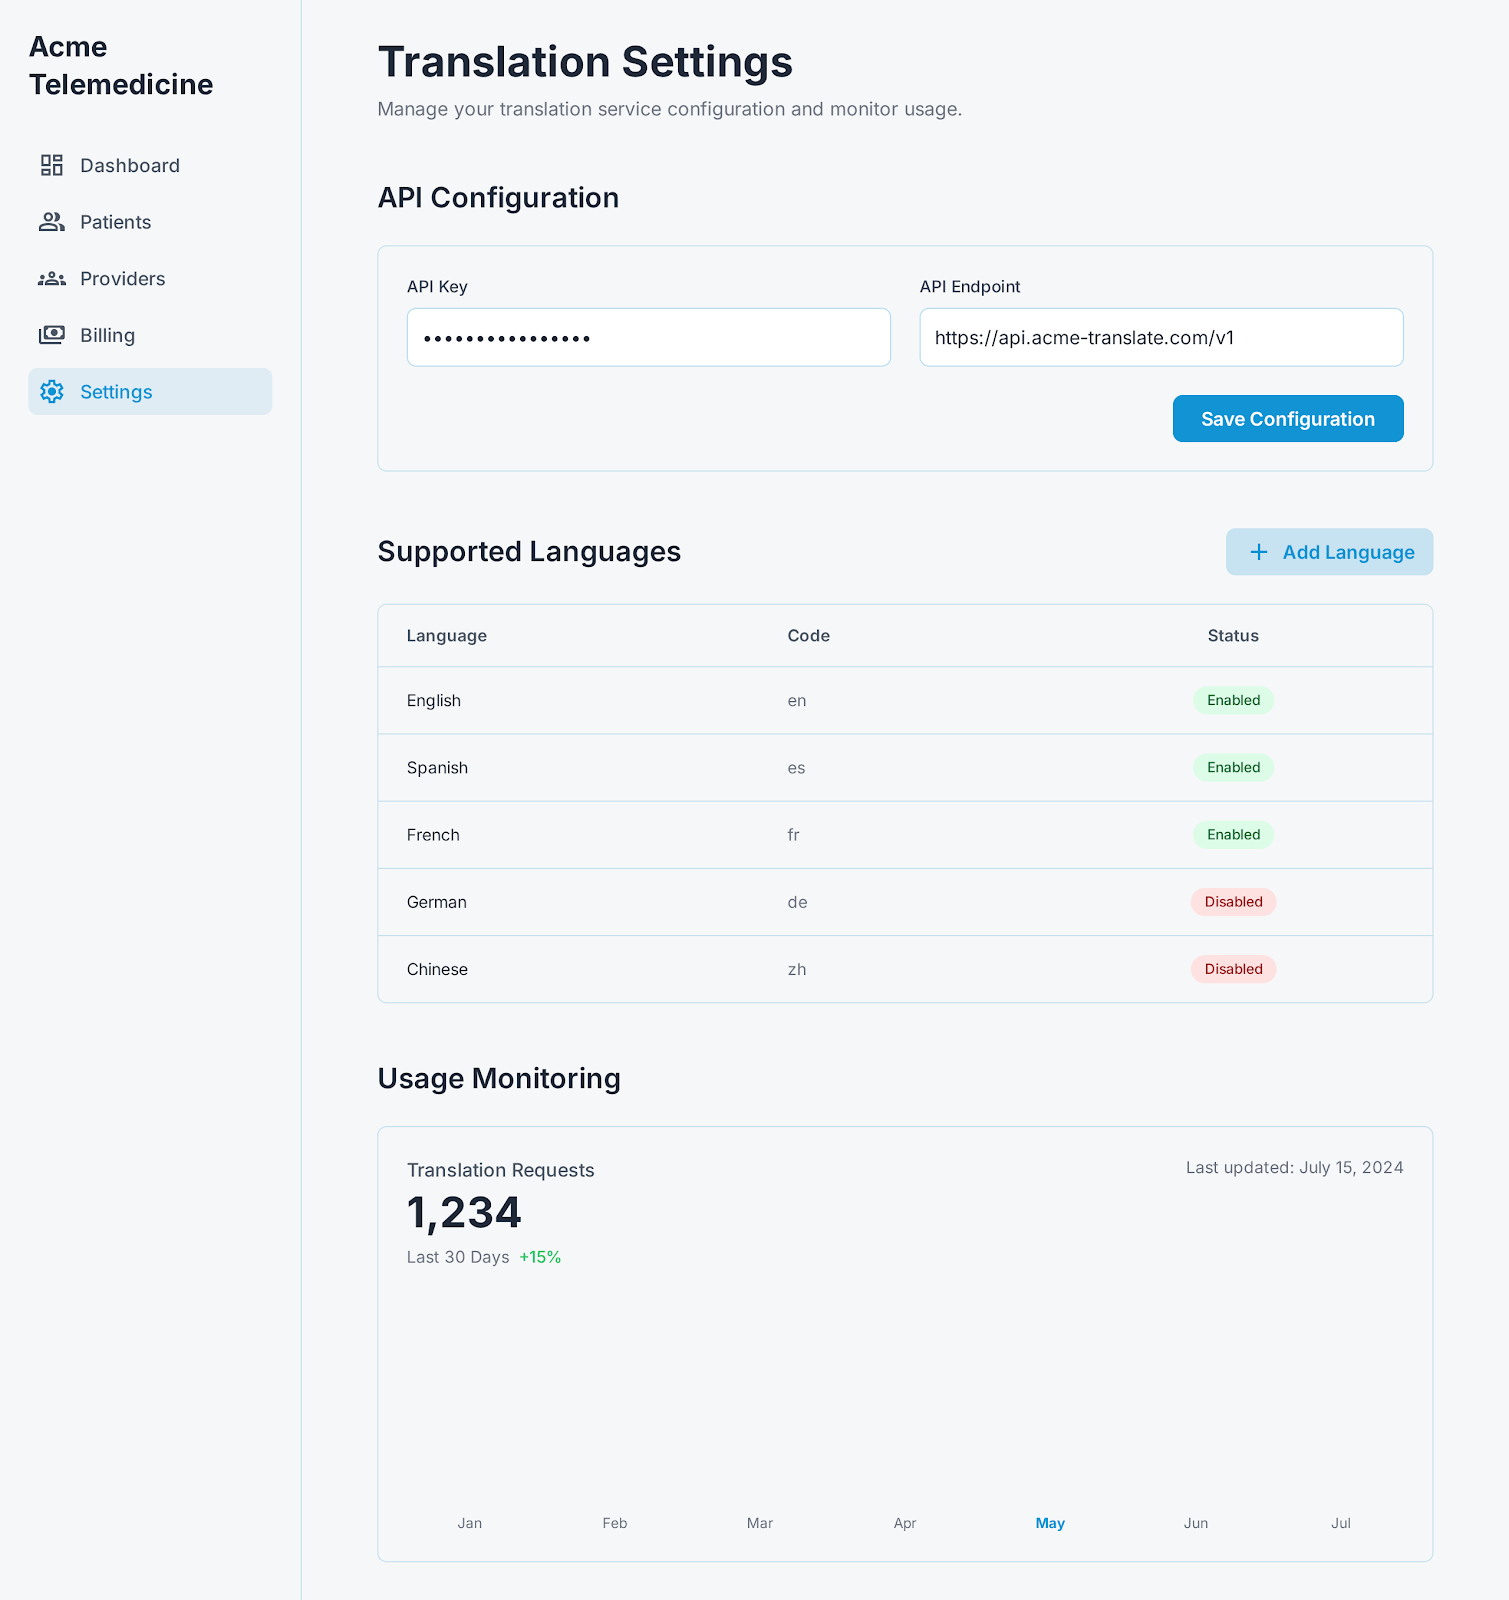 Acme
Telemedicine
Dashboard
Patients
Providers
Billing
Settings
Translation Settings
Manage your translation service configuration and monitor usage.
API Configuration
API Key
API Endpoint
••••••••••••••••
https://api.acme-translate.com/v1
Save Configuration
Supported Languages
Add Language
Language Code Status
English en Enabled
Spanish es Enabled
French fr Enabled
German de Disabled
Chinese zh Disabled
Usage Monitoring
Translation Requests
Last updated: July 15, 2024
1,234
Last 30 Days +15%
Jan Feb Mar Apr May Jun Jul